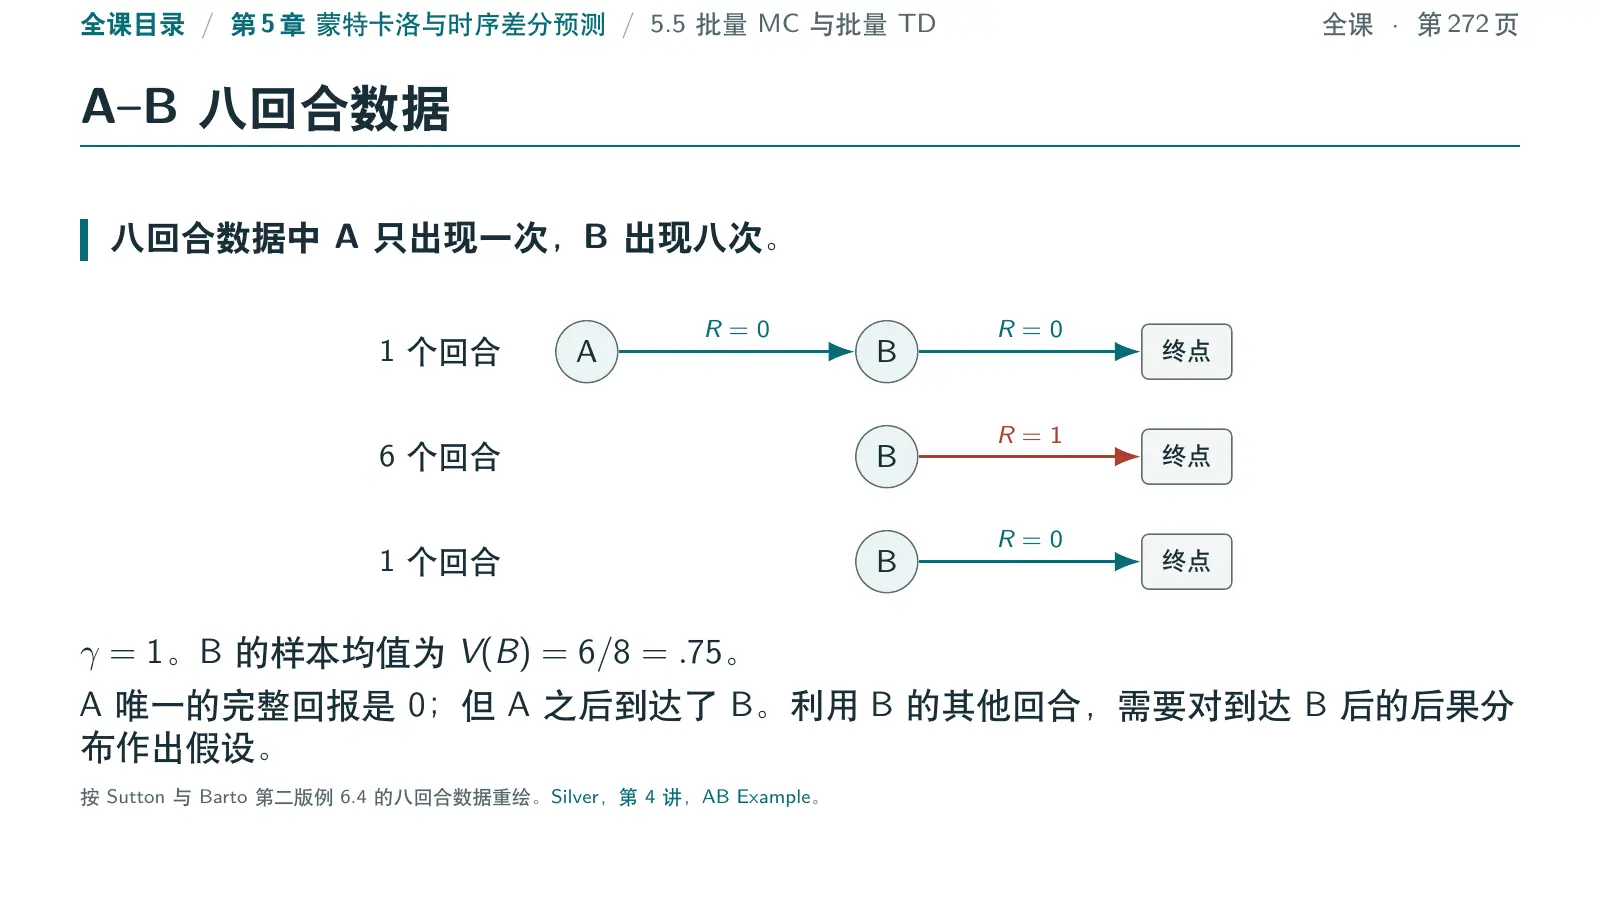 全课目录 / 第 5 章 蒙特卡洛与时序差分预测 / 5.5 批量 MC 与批量 TD
全课 · 第 272 页
A–B 八回合数据
八回合数据中 A 只出现一次，B 出现八次。
1 个回合 A R = 0 B R = 0 终点
6 个回合 B R = 1 终点
1 个回合 B R = 0 终点
γ = 1。B 的样本均值为 V(B) = 6/8 = .75。
A 唯一的完整回报是 0；但 A 之后到达了 B。利用 B 的其他回合，需要对到达 B 后的后果分
布作出假设。
按 Sutton 与 Barto 第二版例 6.4 的八回合数据重绘。Silver，第 4 讲，AB Example。